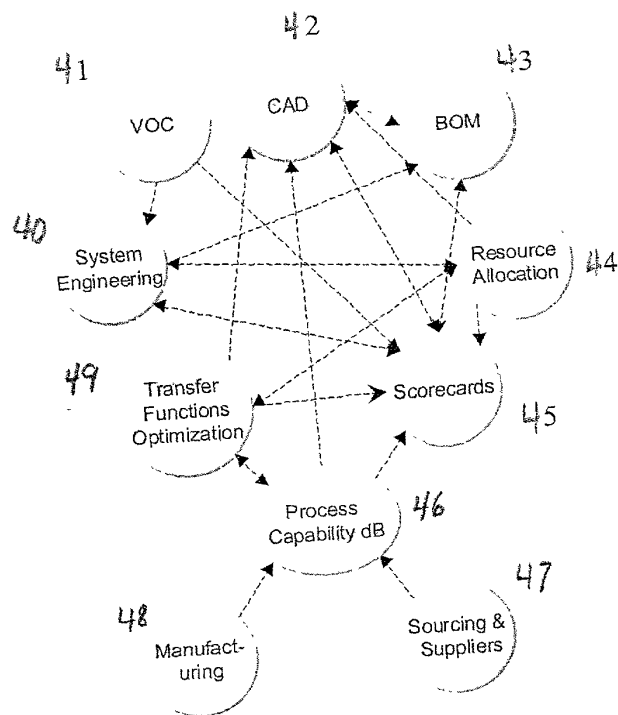 42
41
43
CAD
VOC
BOM
40
System
Engineering
Resource
Allocation
44
49
Transfer
Functions
Optimization
Scorecards
45
Process
Capability dB
46
47
48
Manufact-
uring
Sourcing &
Suppliers